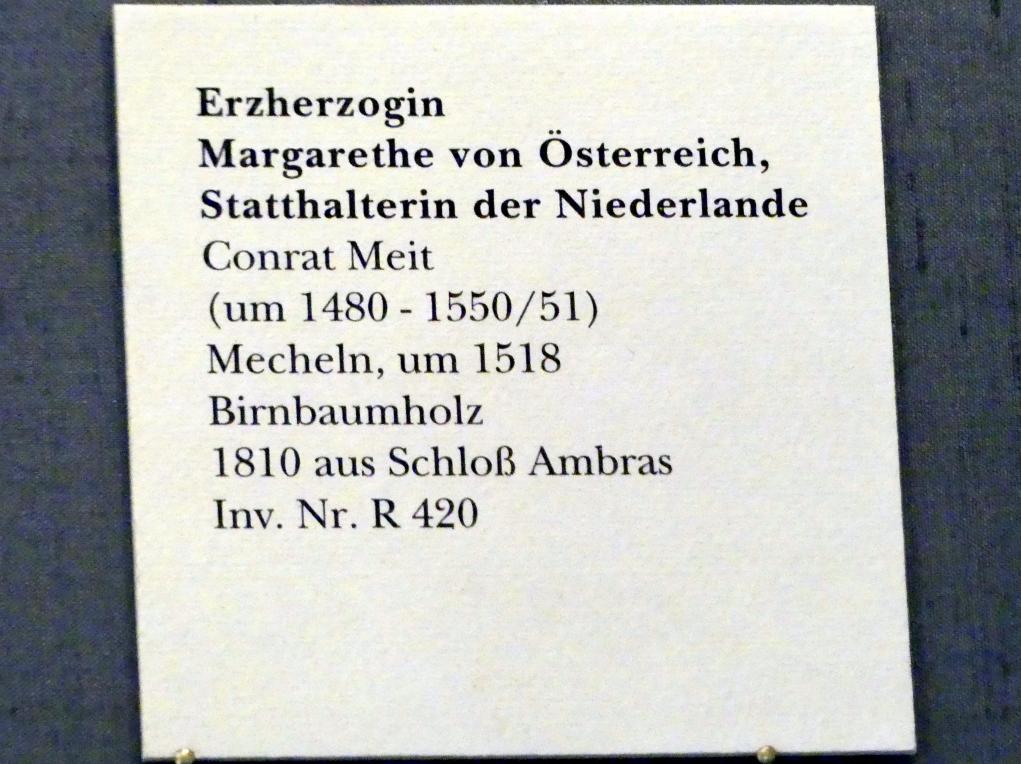 Erzherzogin
Margarethe von Österreich,
Statthalterin der Niederlande
Conrat Meit
(um 1480 - 1550/51)
Mecheln, um 1518
Birnbaumholz
1810 aus Schloß Ambras
Inv. Nr. R 420